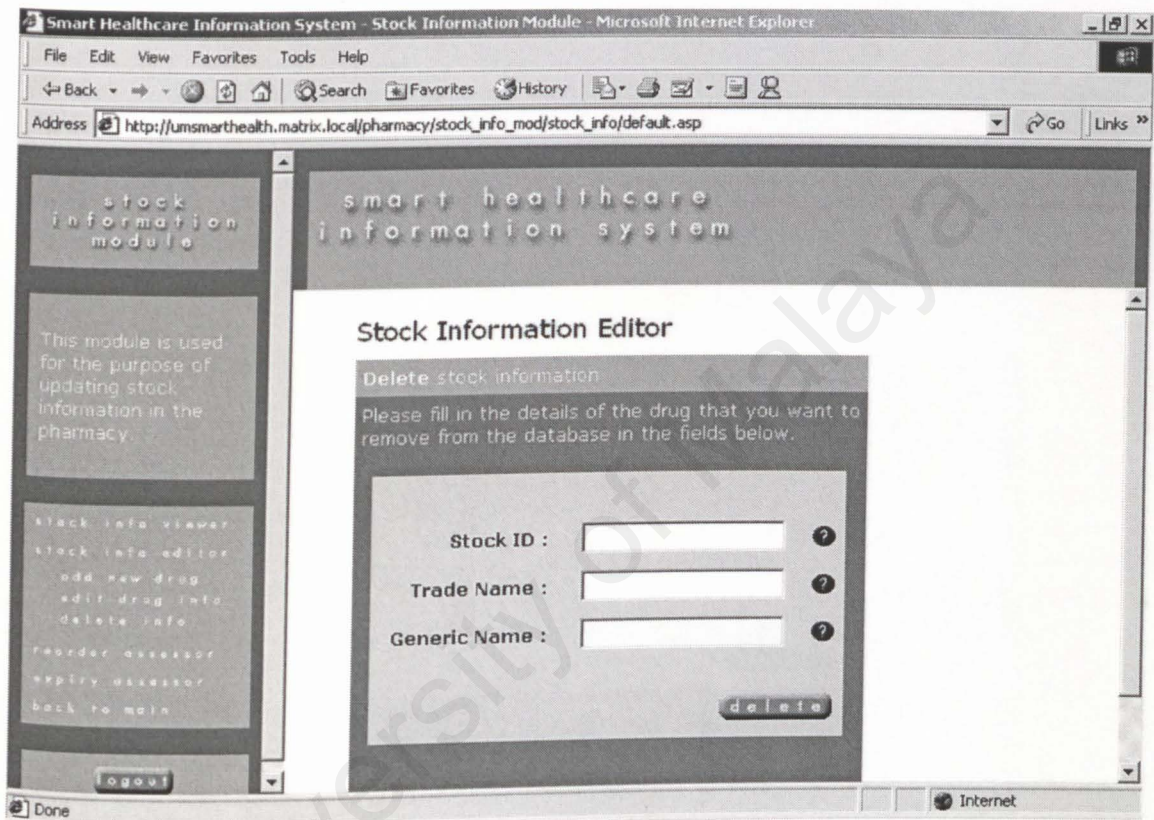 Smart Healthcare Information System - Stock Information Module - Microsoft Internet Explorer
File Edit View Favorites Tools Help
Back Search Favorites History
Address http://umsmarthealth.matrix.local/pharmacy/stock_info_mod/stock_info/default.asp Go Links »
stock
information
module
This module is used
for the purpose of
updating stock
information in the
pharmacy.
stock info viewer
stock info editor
add new drug
edit drug info
delete info
reorder assessor
expiry assessor
back to main
logout
smart healthcare
information system
Stock Information Editor
Delete stock information
Please fill in the details of the drug that you want to
remove from the database in the fields below.
Stock ID : ?
Trade Name : ?
Generic Name : ?
delete
Done Internet
University of Malaya